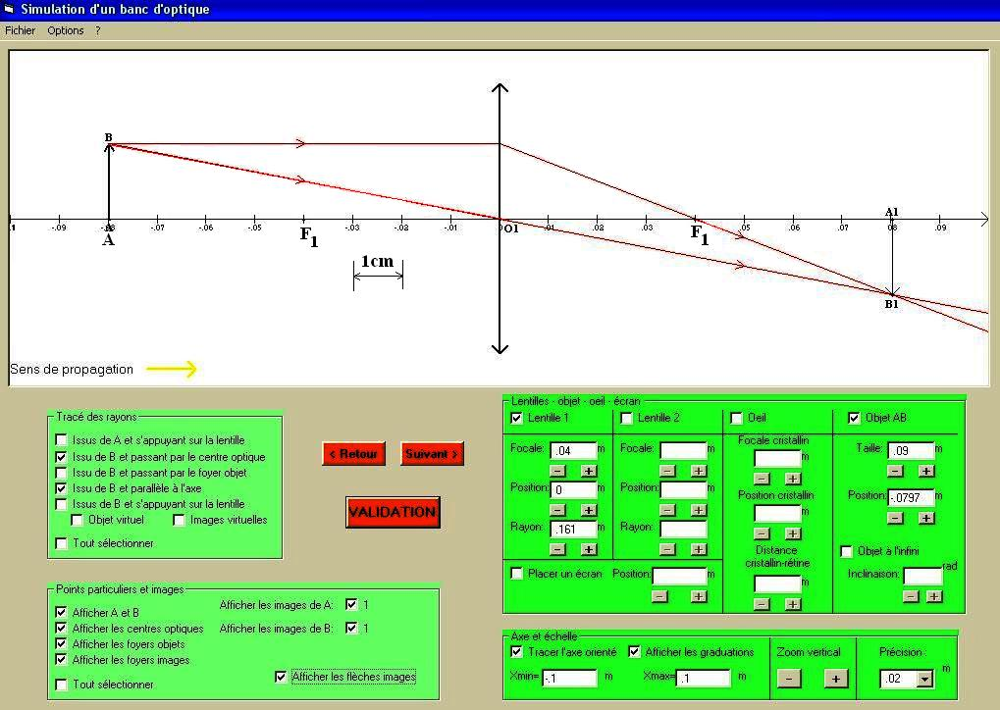 Simulation d'un banc d'optique
Fichier Options ?
B
.1 -.09 -.08 -.07 -.06 -.05 -.04 -.03 -.02 -.01 0 O1 .01 .02 .03 .04 .05 .06 .07 .08 .09
A
F1
F1
A1
B1
1cm
Sens de propagation
Tracé des rayons
Issus de A et s'appuyant sur la lentille
Issu de B et passant par le centre optique
Issu de B et passant par le foyer objet
Issu de B et parallèle à l'axe
Issus de B et s'appuyant sur la lentille
Objet virtuel Images virtuelles
Tout sélectionner
< Retour Suivant >
VALIDATION
Points particuliers et images
Afficher A et B
Afficher les centres optiques
Afficher les foyers objets
Afficher les foyers images
Tout sélectionner
Afficher les images de A: 1
Afficher les images de B: 1
Afficher les flèches images
Lentilles - objet - oeil - écran
Lentille 1
Focale: .04 m
- +
Position: 0 m
- +
Rayon: .161 m
- +
Lentille 2
Focale: m
- +
Position: m
- +
Rayon: m
- +
Placer un écran Position: m
- +
Oeil
Focale cristallin
m
- +
Position cristallin
m
- +
Distance
cristallin-rétine
m
- +
Objet AB
Taille: .09 m
- +
Position: -.0797 m
- +
Objet à l'infini
Inclinaison: rad
- +
Axe et échelle
Tracer l'axe orienté Afficher les graduations
Xmin= -.1 m Xmax= .1 m
Zoom vertical
- +
Précision:
.02 m